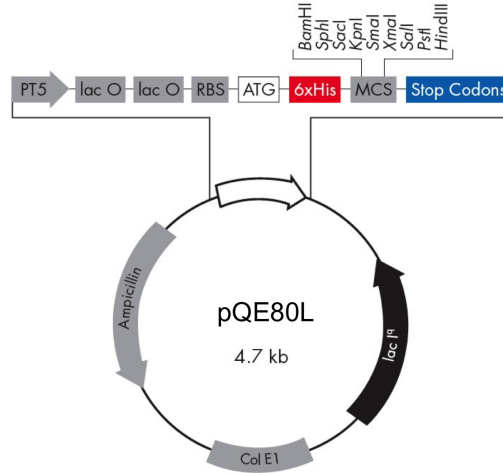 BamHI
SphI
SacI
KpnI
SmaI
XmaI
SalI
PstI
HindIII
PT5 lac O lac O RBS ATG 6xHis MCS Stop Codons
Ampicillin
pQE80L
4.7 kb
lac Iq
Col E1